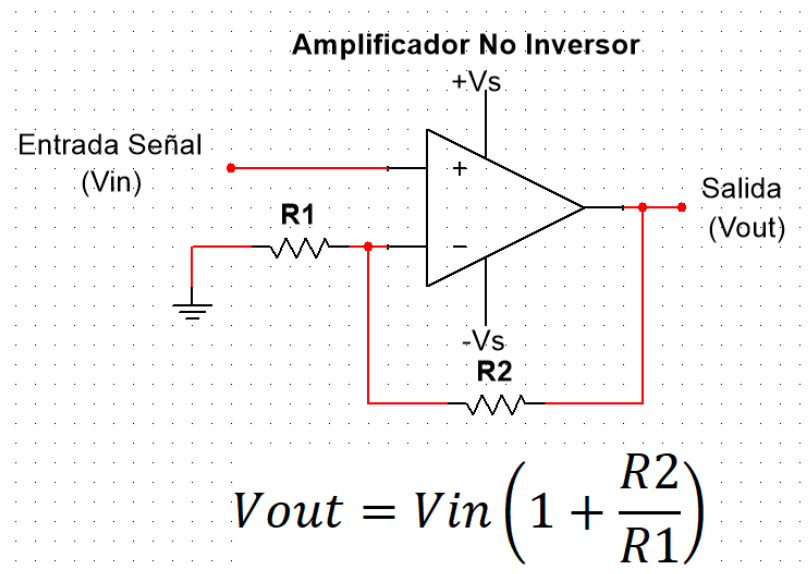 Amplificador No Inversor
+Vs
Entrada Señal
(Vin)
+
Salida
(Vout)
R1
−
-Vs
R2
Vout = Vin(1 + R2/R1)